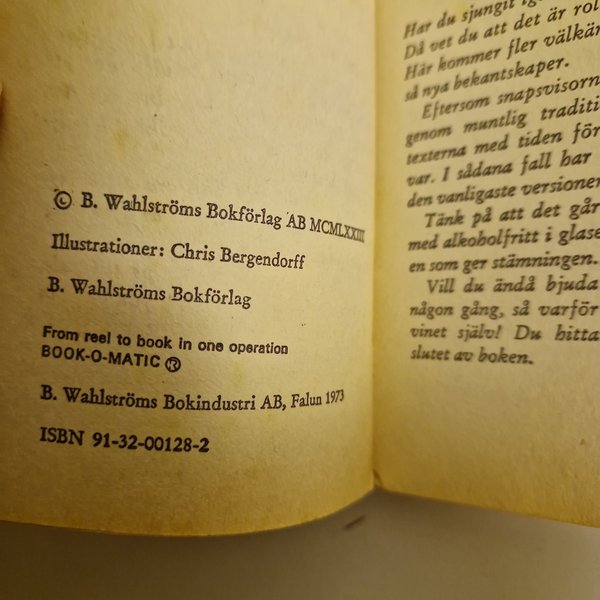 © B. Wahlströms Bokförlag AB MCMLXXIII
Illustrationer: Chris Bergendorff
B. Wahlströms Bokförlag
From reel to book in one operation
BOOK-O-MATIC ®
B. Wahlströms Bokindustri AB, Falun 1973
ISBN 91-32-00128-2
Har du sjungit
Då vet du att det är rol
Här kommer fler välkän
så nya bekantskaper.
Eftersom snapsvisorn
genom muntlig traditi
texterna med tiden för
var. I sådana fall har
den vanligaste versionen
Tänk på att det går
med alkoholfritt i glase
en som ger stämningen.
Vill du ändå bjuda
någon gång, så varför
vinet själv! Du hitta
slutet av boken.